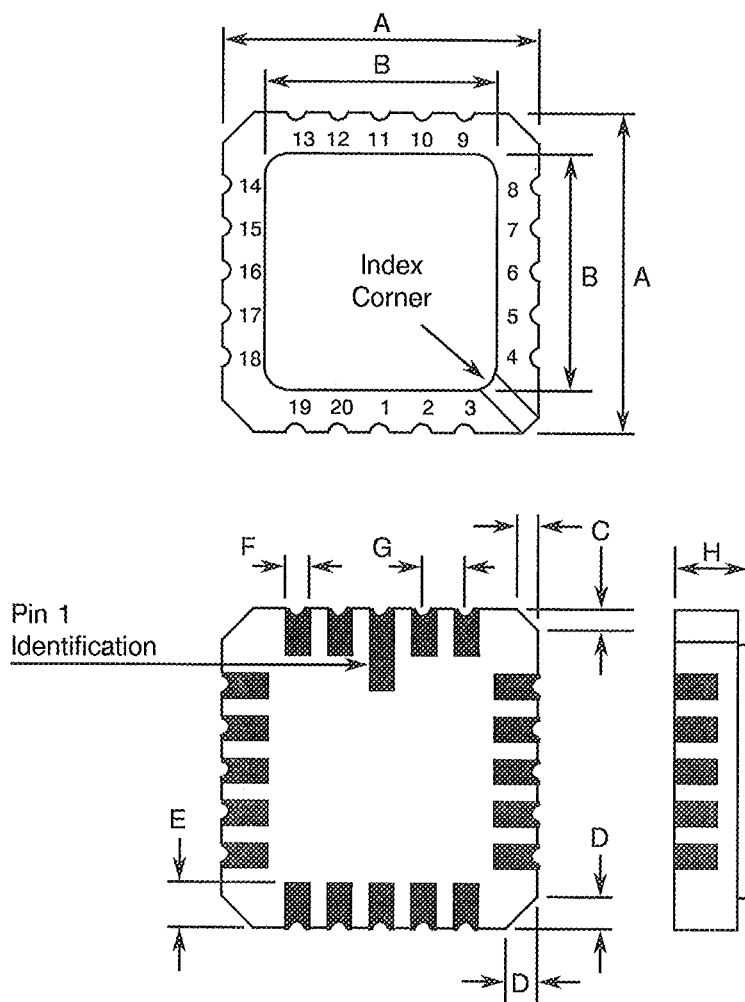 A
B
13 12 11 10 9
14 8
15 7
Index
Corner
16 6 B A
17 5
18 4
19 20 1 2 3
C
F G H
Pin 1
Identification
E D
D